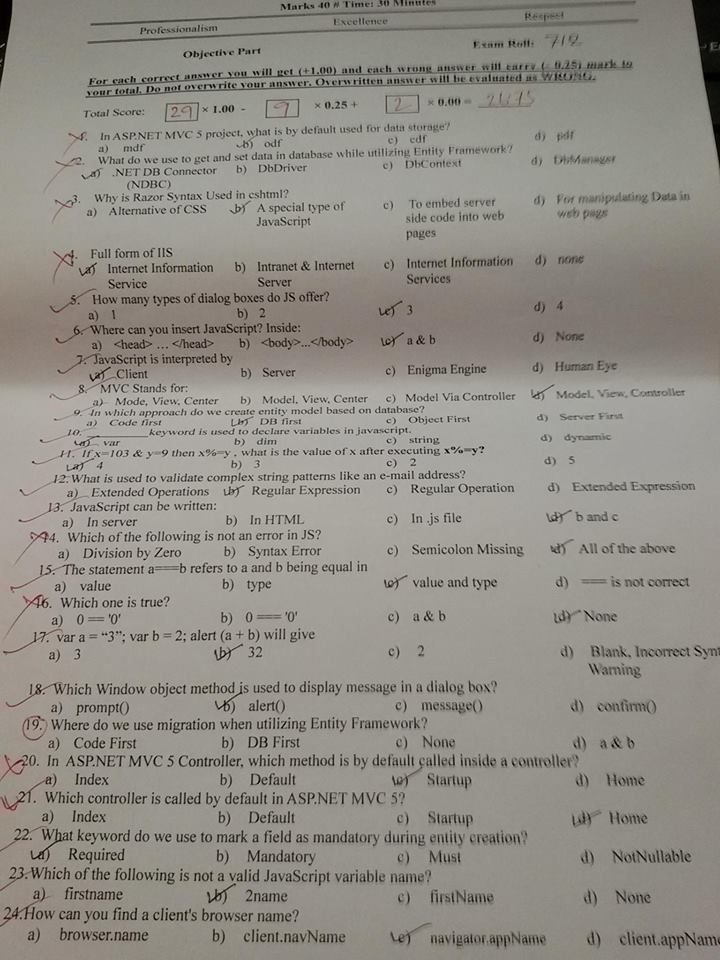 Marks 40 # Time: 30 Minutes
Professionalism Excellence Respect
Objective Part Exam Roll: 712
For each correct answer you will get (+1.00) and each wrong answer will carry (- 0.25) mark to
your total. Do not overwrite your answer. Overwritten answer will be evaluated as WRONG.
Total Score: 29 × 1.00 - 9 × 0.25 + 2 × 0.00 = 26.75
1. In ASP.NET MVC 5 project, what is by default used for data storage?
a) mdf b) odf c) cdf d) pdf
2. What do we use to get and set data in database while utilizing Entity Framework?
a) .NET DB Connector b) DbDriver c) DbContext d) DbManager
(NDBC)
3. Why is Razor Syntax Used in cshtml?
a) Alternative of CSS b) A special type of c) To embed server d) For manipulating Data in
JavaScript side code into web web page
pages
4. Full form of IIS
a) Internet Information b) Intranet & Internet c) Internet Information d) none
Service Server Services
5. How many types of dialog boxes do JS offer?
a) 1 b) 2 c) 3 d) 4
6. Where can you insert JavaScript? Inside:
a) <head> ... </head> b) <body>...</body> c) a & b d) None
7. JavaScript is interpreted by
a) Client b) Server c) Enigma Engine d) Human Eye
8. MVC Stands for:
a) Mode, View, Center b) Model, View, Center c) Model Via Controller d) Model, View, Controller
9. In which approach do we create entity model based on database?
a) Code first b) DB first c) Object First d) Server First
10. ________keyword is used to declare variables in javascript.
a) var b) dim c) string d) dynamic
11. If x=103 & y=9 then x%=y , what is the value of x after executing x%=y?
a) 4 b) 3 c) 2 d) 5
12. What is used to validate complex string patterns like an e-mail address?
a) Extended Operations b) Regular Expression c) Regular Operation d) Extended Expression
13. JavaScript can be written:
a) In server b) In HTML c) In .js file d) b and c
14. Which of the following is not an error in JS?
a) Division by Zero b) Syntax Error c) Semicolon Missing d) All of the above
15. The statement a===b refers to a and b being equal in
a) value b) type c) value and type d) === is not correct
16. Which one is true?
a) 0 == '0' b) 0 === '0' c) a & b d) None
17. var a = “3”; var b = 2; alert (a + b) will give
a) 3 b) 32 c) 2 d) Blank, Incorrect
Warning
18. Which Window object method is used to display message in a dialog box?
a) prompt() b) alert() c) message() d) confirm()
19. Where do we use migration when utilizing Entity Framework?
a) Code First b) DB First c) None d) a & b
20. In ASP.NET MVC 5 Controller, which method is by default called inside a controller?
a) Index b) Default c) Startup d) Home
21. Which controller is called by default in ASP.NET MVC 5?
a) Index b) Default c) Startup d) Home
22. What keyword do we use to mark a field as mandatory during entity creation?
a) Required b) Mandatory c) Must d) NotNullable
23. Which of the following is not a valid JavaScript variable name?
a) firstname b) 2name c) firstName d) None
24. How can you find a client's browser name?
a) browser.name b) client.navName c) navigator.appName d) client.appName